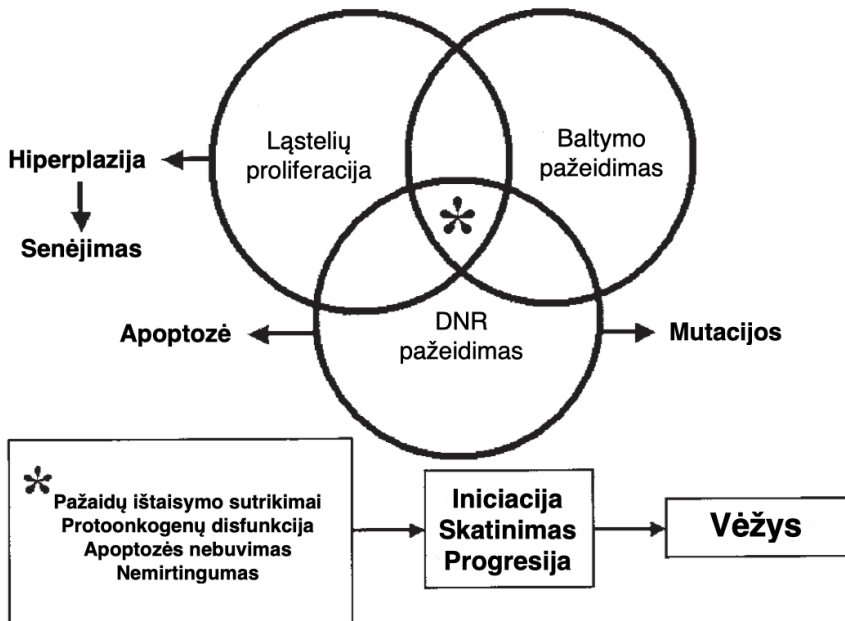 Ląstelių
proliferacija
Baltymo
pažeidimas
Hiperplazija
Senėjimas
*
DNR
pažeidimas
Apoptozė
Mutacijos
*
Pažaidų ištaisymo sutrikimai
Protoonkogenų disfunkcija
Apoptozės nebuvimas
Nemirtingumas
Iniciacija
Skatinimas
Progresija
Vėžys